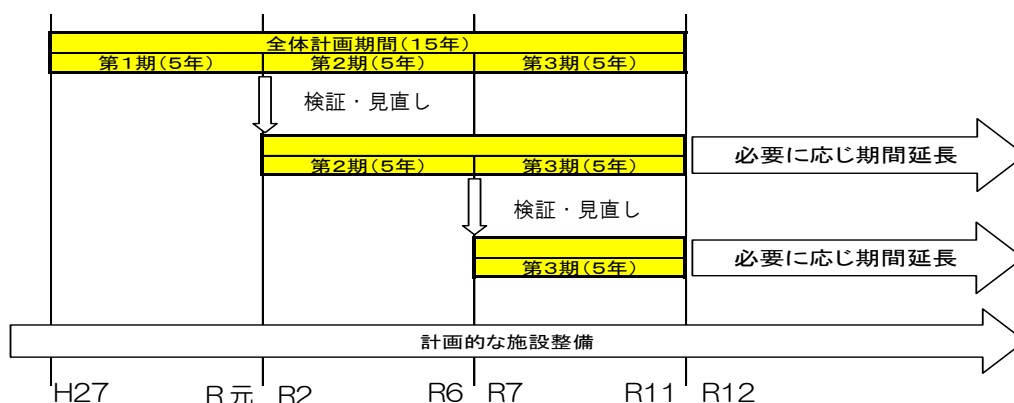 全体計画期間(15年)
第1期(5年) 第2期(5年) 第3期(5年)
検証・見直し
必要に応じ期間延長
第2期(5年) 第3期(5年)
検証・見直し
必要に応じ期間延長
第3期(5年)
計画的な施設整備
H27 R元 R2 R6 R7 R11 R12